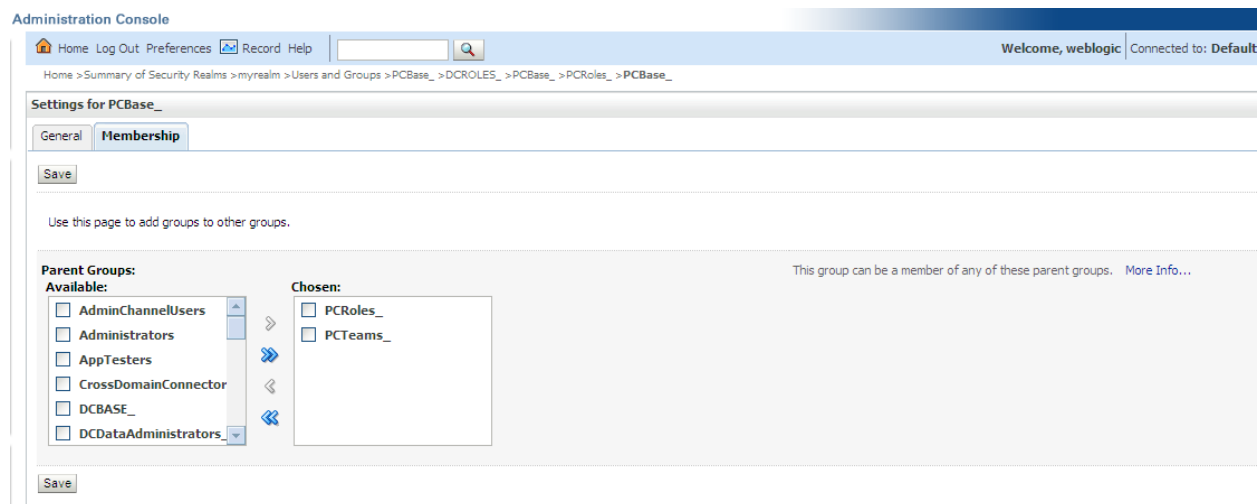 Administration Console
Home Log Out Preferences Record Help
Welcome, weblogic Connected to: Default
Home >Summary of Security Realms >myrealm >Users and Groups >PCBase_ >DCROLES_ >PCBase_ >PCRoles_ >PCBase_
Settings for PCBase_
General Membership
Save
Use this page to add groups to other groups.
Parent Groups:
This group can be a member of any of these parent groups. More Info...
Available:
Chosen:
AdminChannelUsers
Administrators
AppTesters
CrossDomainConnector
DCBASE_
DCDataAdministrators_
PCRoles_
PCTeams_
Save